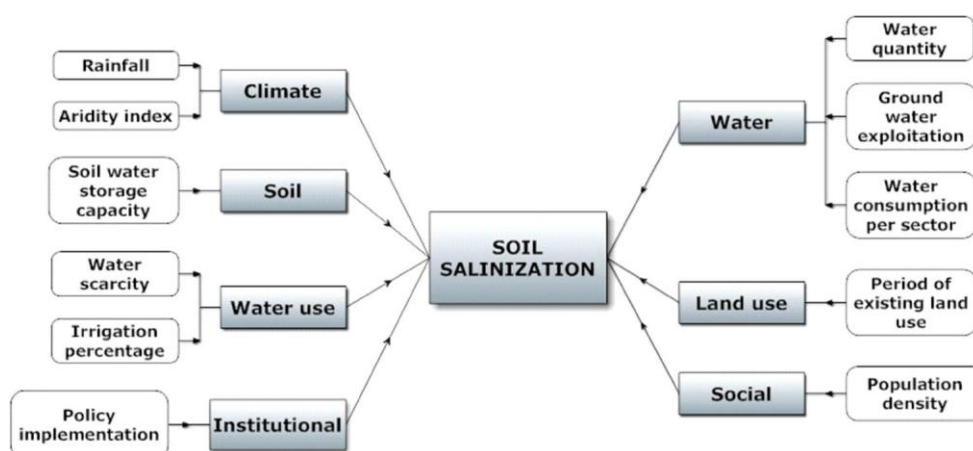 Rainfall
Aridity index
Climate
Soil water
storage
capacity
Soil
Water
scarcity
Irrigation
percentage
Water use
Policy
implementation
Institutional
SOIL
SALINIZATION
Water
Water
quantity
Ground
water
exploitation
Water
consumption
per sector
Land use
Period of
existing land
use
Social
Population
density